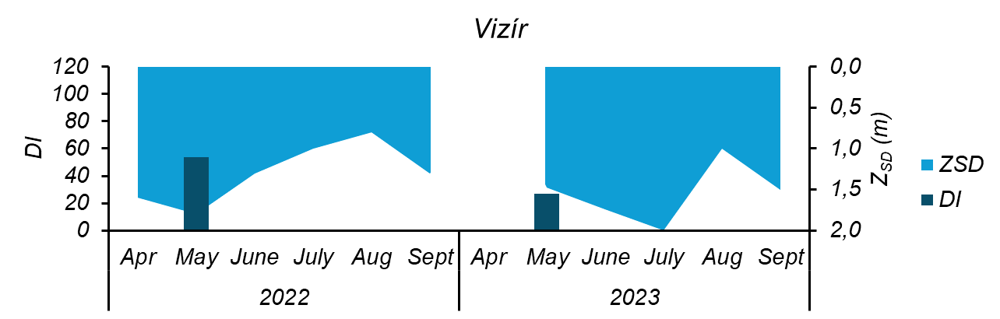 Vizír
DI
120
100
80
60
40
20
0
0,0
0,5
1,0
1,5
2,0
ZSD (m)
ZSD
DI
Apr May June July Aug Sept Apr May June July Aug Sept
2022 2023